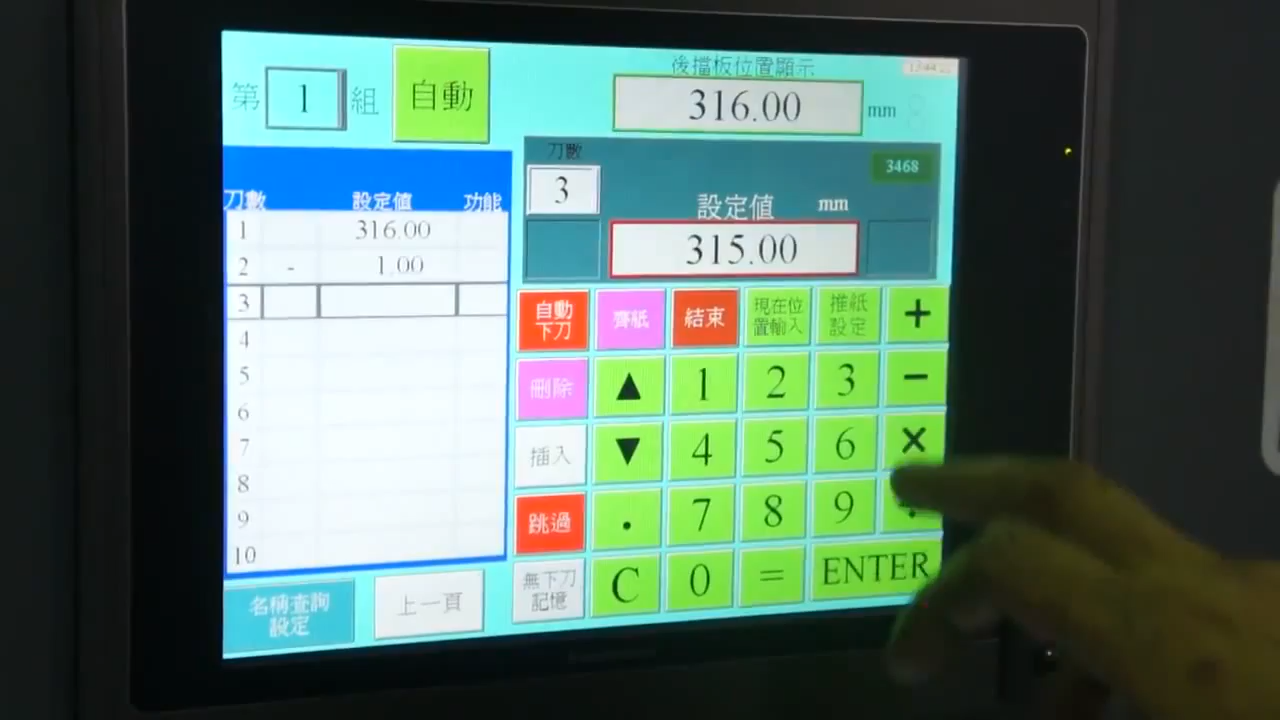 第 1 組 自動
後擋板位置顯示
316.00 mm
刀數
3
3468
設定值 mm
315.00
刀數 設定值 功能
1 316.00
2 - 1.00
3
4
5
6
7
8
9
10
自動
下刀
齊紙
結束
現在位
置輸入
推紙
設定
+
刪除 ▲ 1 2 3 −
插入 ▼ 4 5 6 ×
跳過 . 7 8 9
無下刀
記憶
C 0 = ENTER
名稱查詢
設定
上一頁